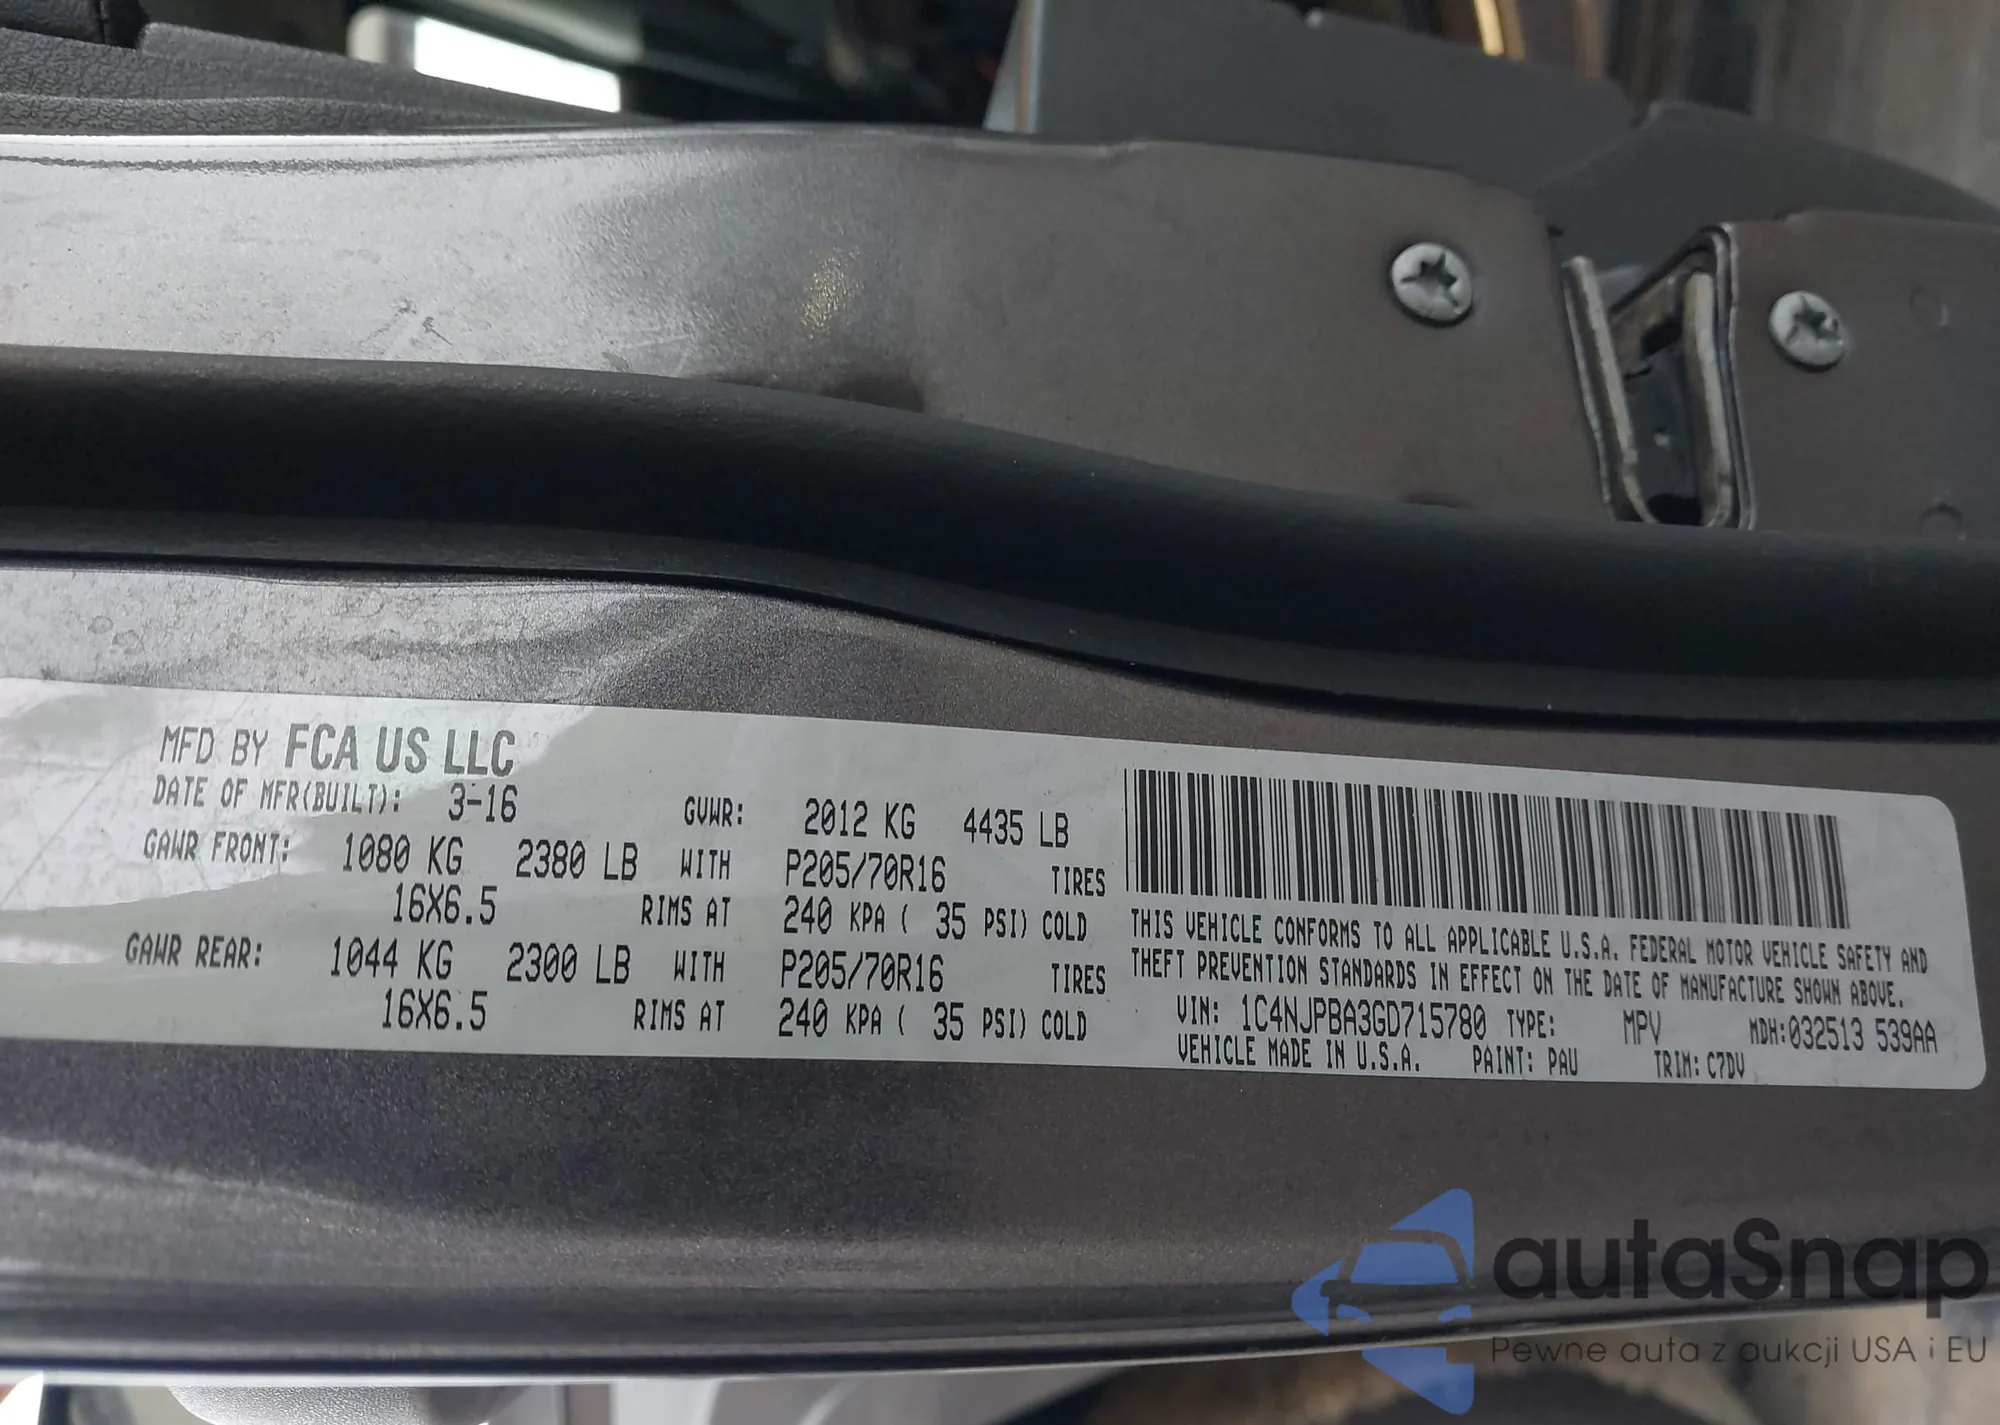 MFD BY FCA US LLC
DATE OF MFR(BUILT): 3-16 GVWR: 2012 KG 4435 LB
GAWR FRONT: 1080 KG 2380 LB WITH P205/70R16 TIRES
16X6.5 RIMS AT 240 KPA ( 35 PSI) COLD
GAWR REAR: 1044 KG 2300 LB WITH P205/70R16 TIRES
16X6.5 RIMS AT 240 KPA ( 35 PSI) COLD
THIS VEHICLE CONFORMS TO ALL APPLICABLE U.S.A. FEDERAL MOTOR VEHICLE SAFETY AND
THEFT PREVENTION STANDARDS IN EFFECT ON THE DATE OF MANUFACTURE SHOWN ABOVE.
VIN: 1C4NJPBA3GD715780 TYPE: MPV MDH:032513 539AA
VEHICLE MADE IN U.S.A. PAINT: PAU TRIM: C7DV
autaSnap
Pewne auta z aukcji USA i EU